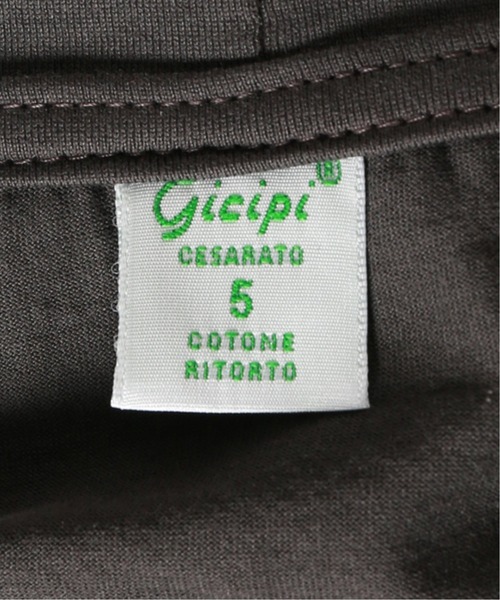 Gicipi®
CESARATO
5
COTONE
RITORTO